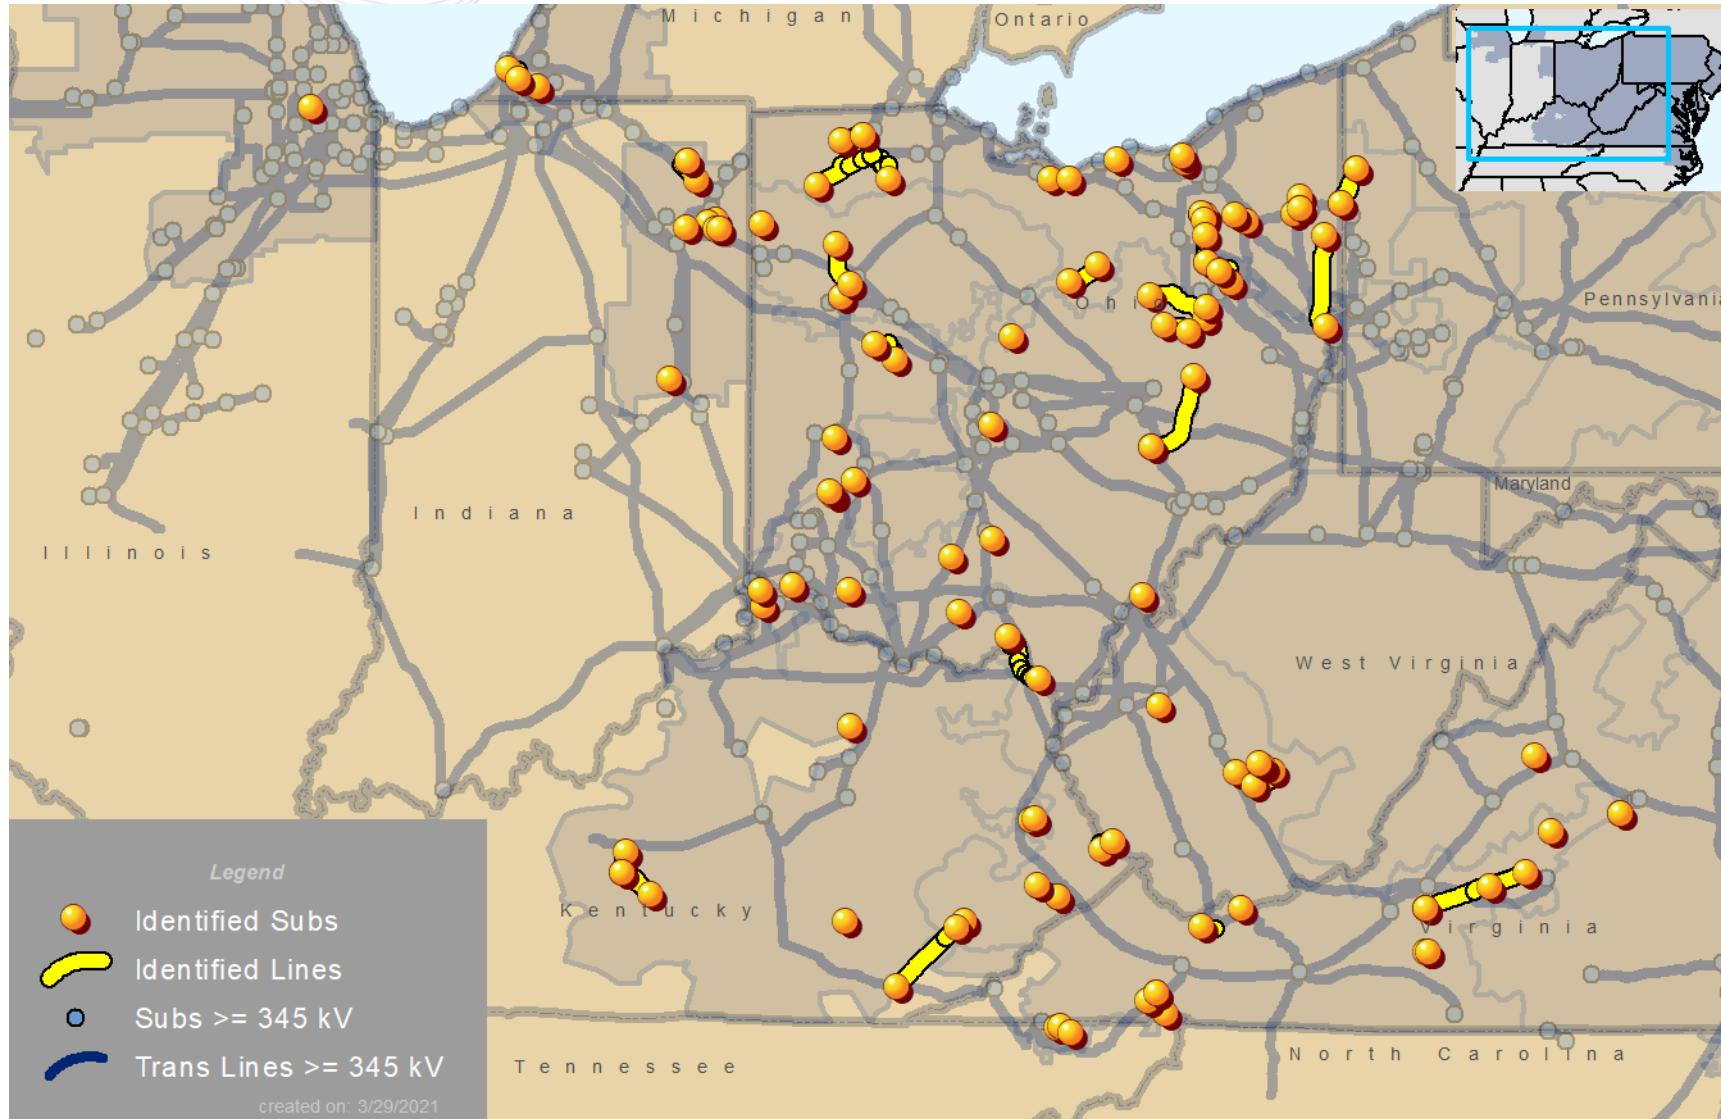 Michigan
Ontario
Ohio
Pennsylvania
Maryland
Indiana
Illinois
West Virginia
Kentucky
Virginia
Tennessee
North Carolina
Legend
Identified Subs
Identified Lines
Subs >= 345 kV
Trans Lines >= 345 kV
created on: 3/29/2021